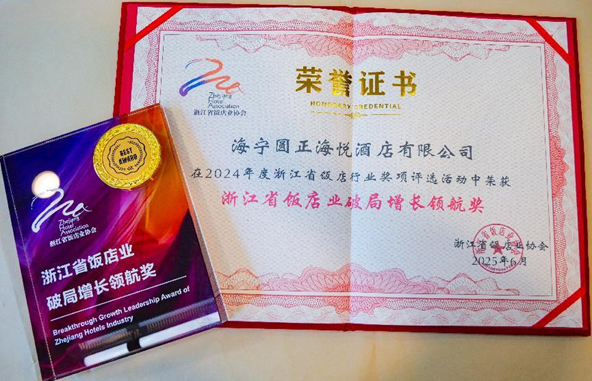 Zhejiang
Hotel
Association
浙江省饭店业协会
荣誉证书
HONORARY CREDENTIAL
海宁圆正海悦酒店有限公司
在2024年度浙江省饭店行业奖项评选活动中荣获
浙江省饭店业破局增长领航奖
浙江省饭店业协会
2025年6月
BEST
AWARD
Zhejiang
Hotel
Association
浙江省饭店业协会
浙江省饭店业
破局增长领航奖
Breakthrough Growth Leadership Award of
Zhejiang Hotels Industry